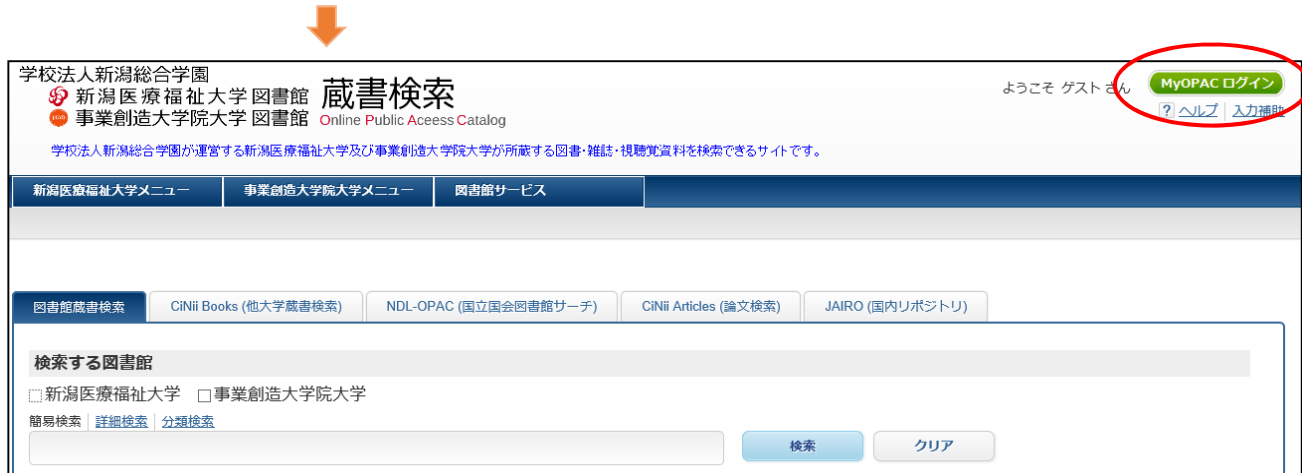 学校法人新潟総合学園
新潟医療福祉大学図書館
事業創造大学院大学図書館
蔵書検索
Online Public Aceess Catalog
ようこそ ゲスト さん
MyOPAC ログイン
? ヘルプ 入力補助
学校法人新潟総合学園が運営する新潟医療福祉大学及び事業創造大学院大学が所蔵する図書・雑誌・視聴覚資料を検索できるサイトです。
新潟医療福祉大学メニュー 事業創造大学院大学メニュー 図書館サービス
図書館蔵書検索 CiNii Books (他大学蔵書検索) NDL-OPAC (国立国会図書館サーチ) CiNii Articles (論文検索) JAIRO (国内リポジトリ)
検索する図書館
新潟医療福祉大学 事業創造大学院大学
簡易検索 詳細検索 分類検索
検索 クリア